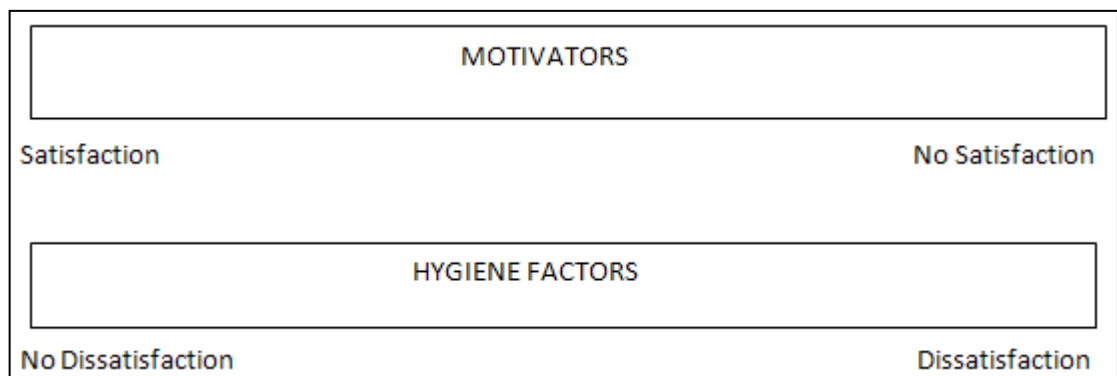 MOTIVATORS
Satisfaction No Satisfaction
HYGIENE FACTORS
No Dissatisfaction Dissatisfaction